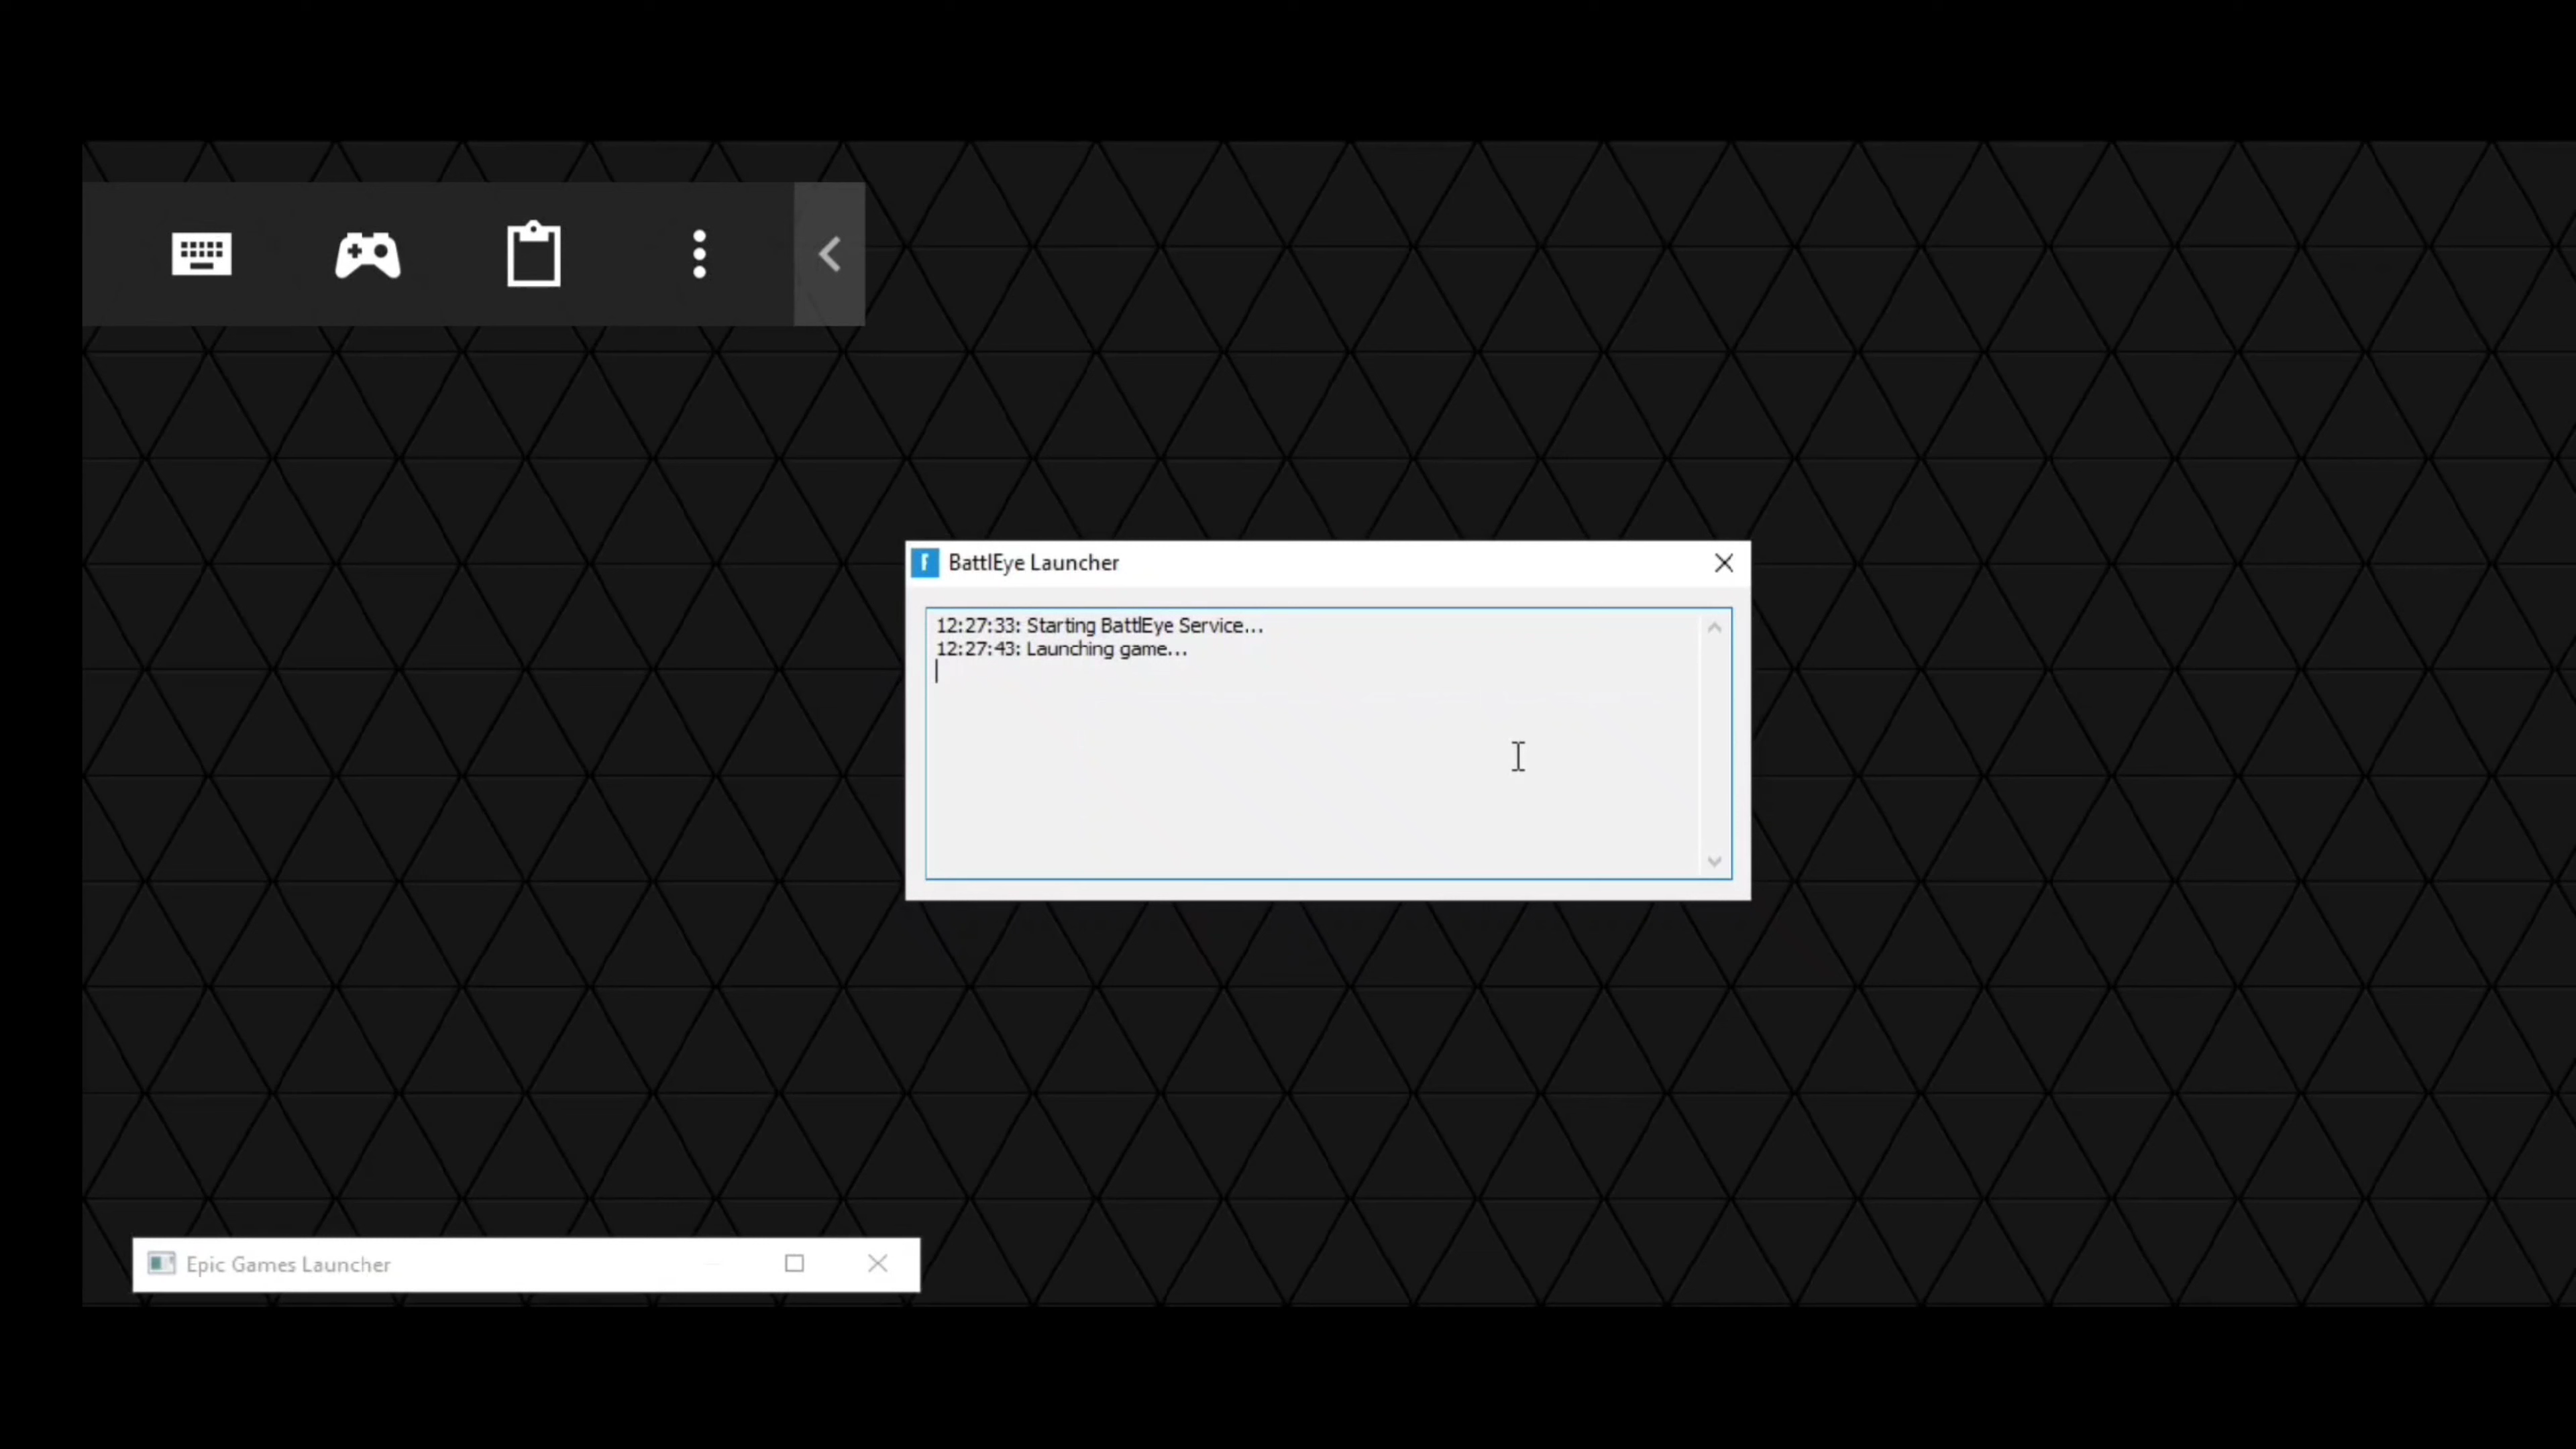 BattlEye Launcher
12:27:33: Starting BattlEye Service...
12:27:43: Launching game...
Epic Games Launcher